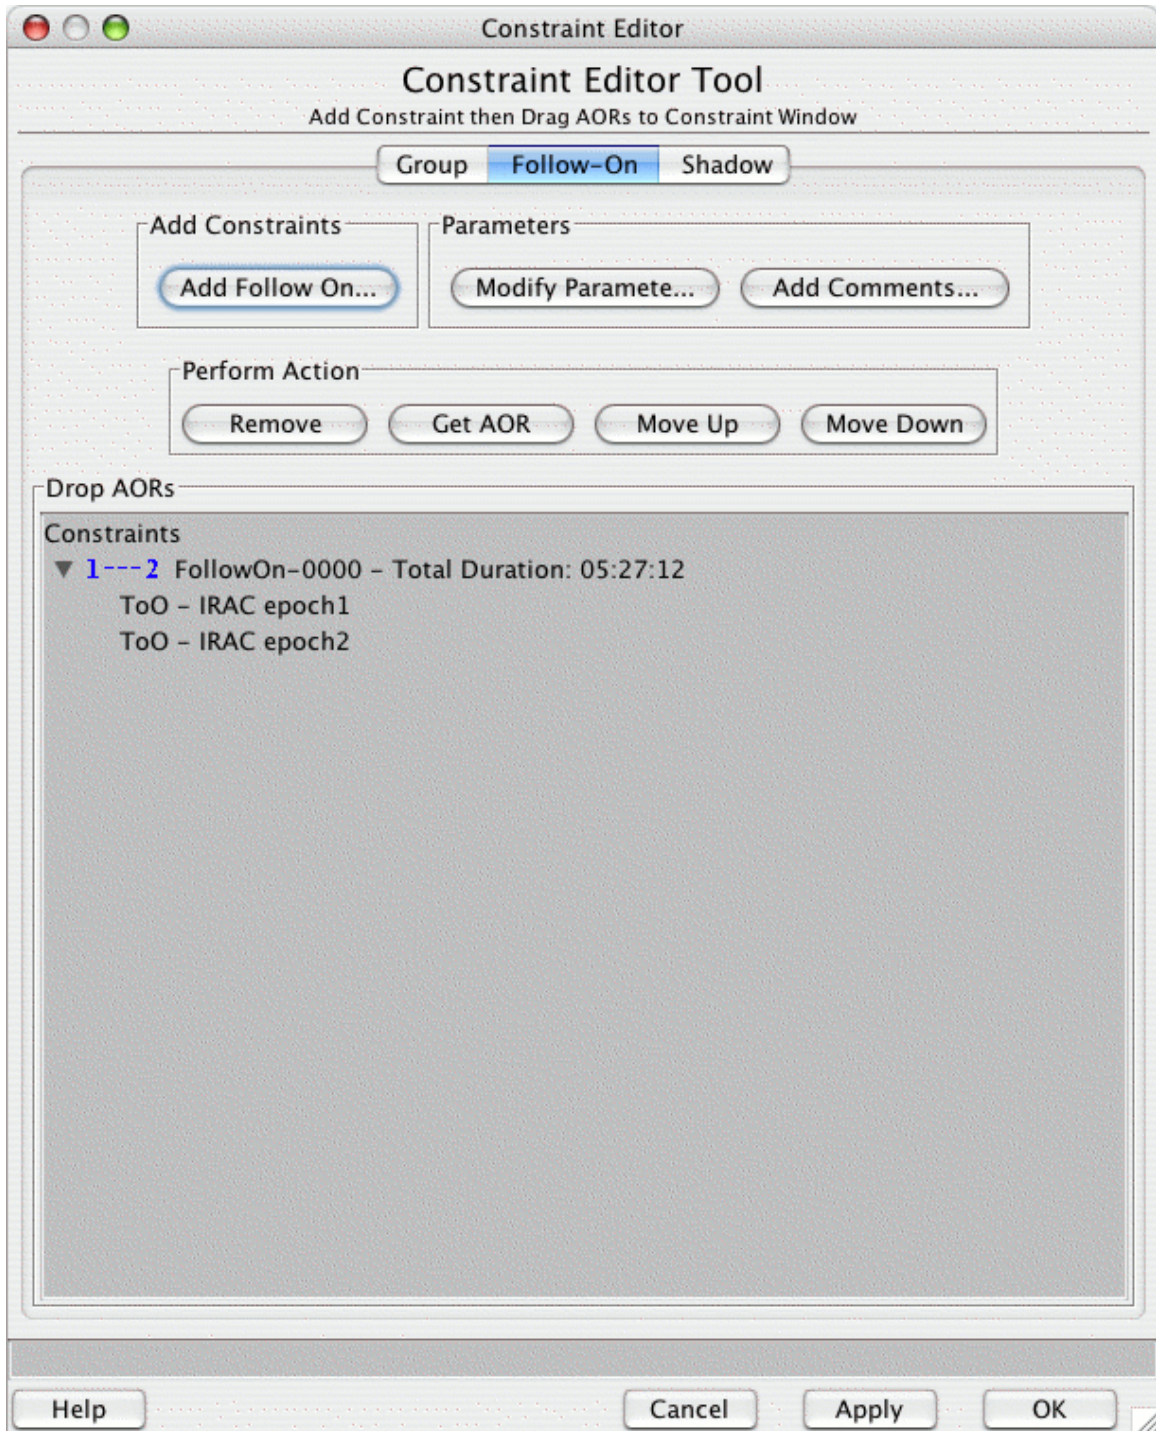 Constraint Editor
Constraint Editor Tool
Add Constraint then Drag AORs to Constraint Window
Group Follow-On Shadow
Add Constraints Parameters
Add Follow On... Modify Paramete... Add Comments...
Perform Action
Remove Get AOR Move Up Move Down
Drop AORs
Constraints
1---2 FollowOn-0000 - Total Duration: 05:27:12
ToO - IRAC epoch1
ToO - IRAC epoch2
Help Cancel Apply OK